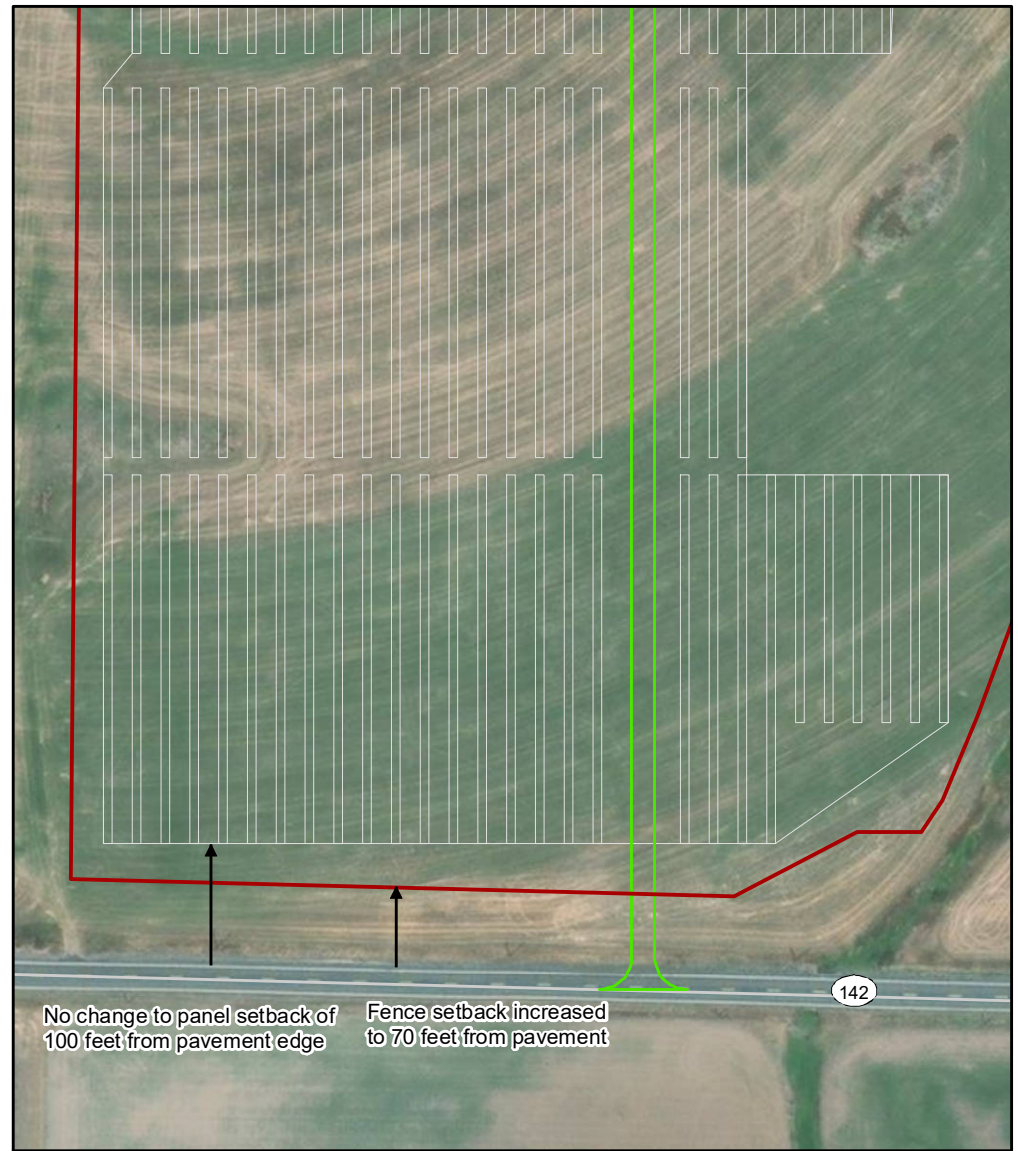 142
No change to panel setback of
100 feet from pavement edge
Fence setback increased
to 70 feet from pavement